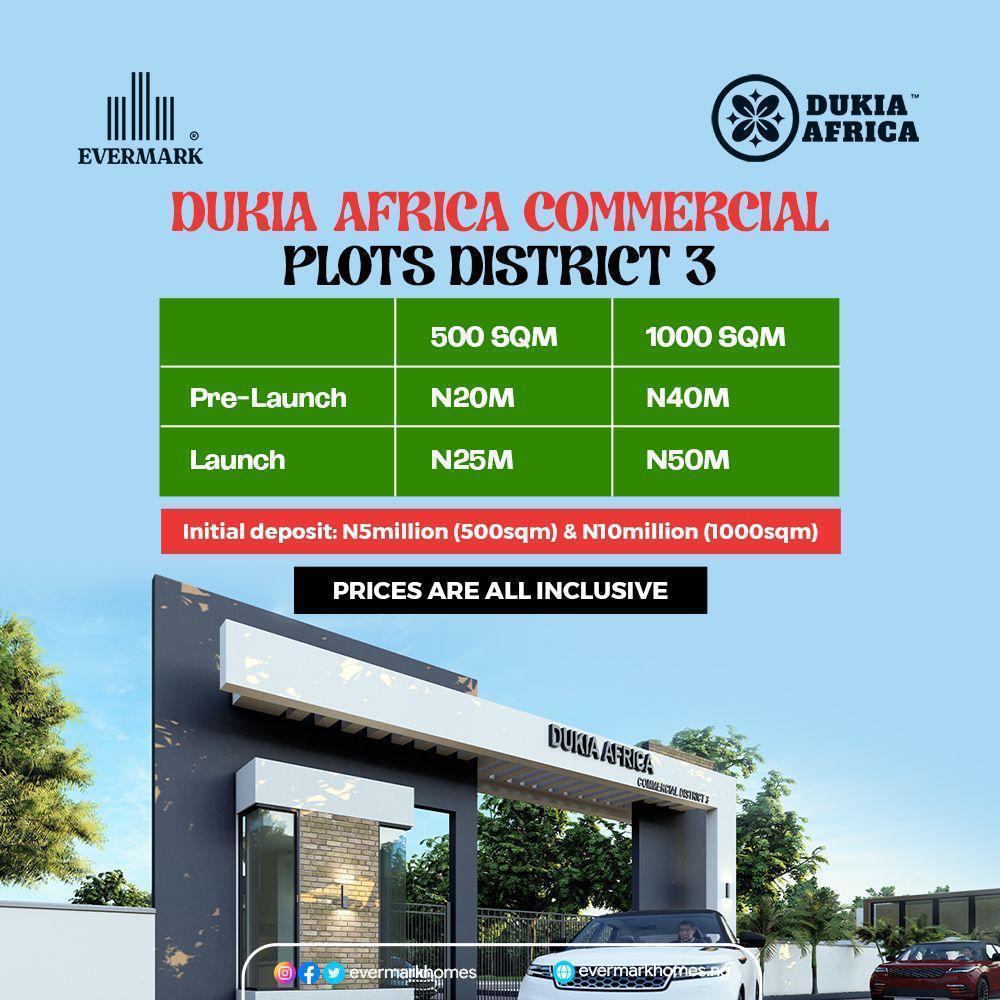 EVERMARK
®
DUKIA™
AFRICA
DUKIA AFRICA COMMERCIAL
PLOTS DISTRICT 3
500 SQM 1000 SQM
Pre-Launch N20M N40M
Launch N25M N50M
Initial deposit: N5million (500sqm) & N10million (1000sqm)
PRICES ARE ALL INCLUSIVE
DUKIA AFRICA
COMMERCIAL DISTRICT 3
evermarkhomes evermarkhomes.ng